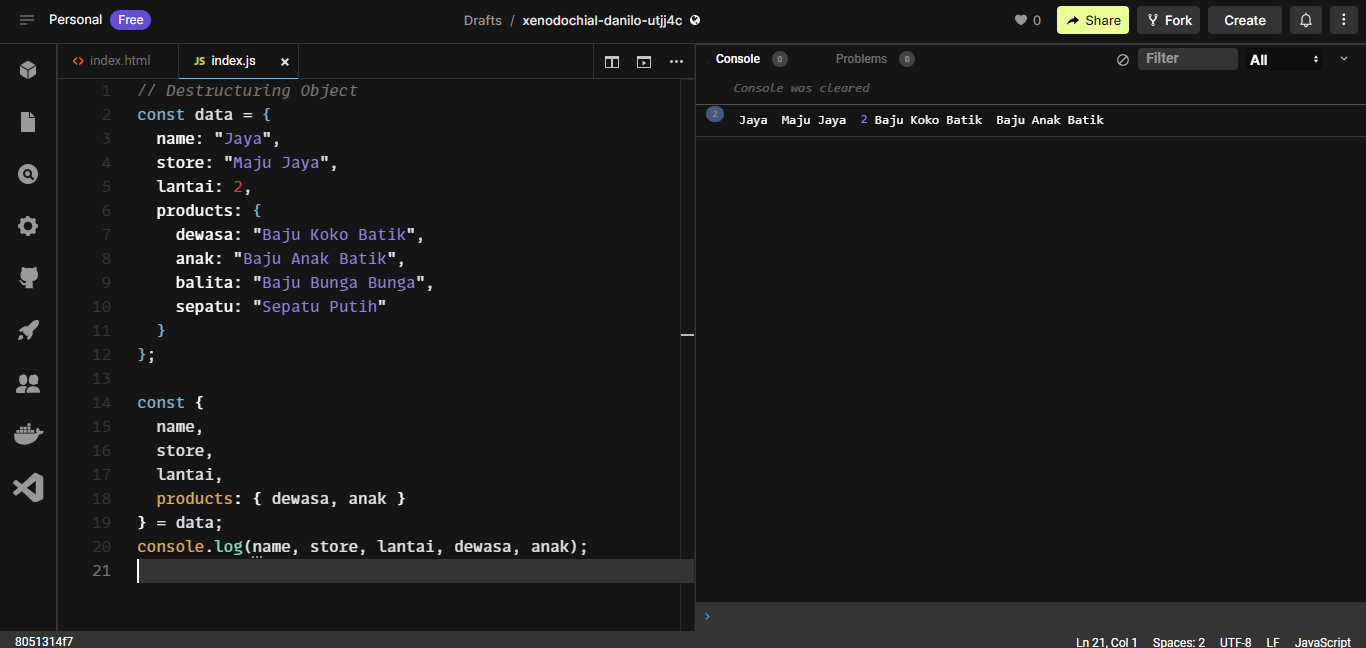 Personal Free Drafts / xenodochial-danilo-utjj4c 0 Share Fork Create
index.html JS index.js × Console 0 Problems 0 Filter All
1 // Destructuring Object
2 const data = {
3 name: "Jaya",
4 store: "Maju Jaya",
5 lantai: 2,
6 products: {
7 dewasa: "Baju Koko Batik",
8 anak: "Baju Anak Batik",
9 balita: "Baju Bunga Bunga",
10 sepatu: "Sepatu Putih"
11 }
12 };
13
14 const {
15 name,
16 store,
17 lantai,
18 products: { dewasa, anak }
19 } = data;
20 console.log(name, store, lantai, dewasa, anak);
21
Console was cleared
2 Jaya Maju Jaya 2 Baju Koko Batik Baju Anak Batik
›
8051314f7 Ln 21, Col 1 Spaces: 2 UTF-8 LF JavaScript